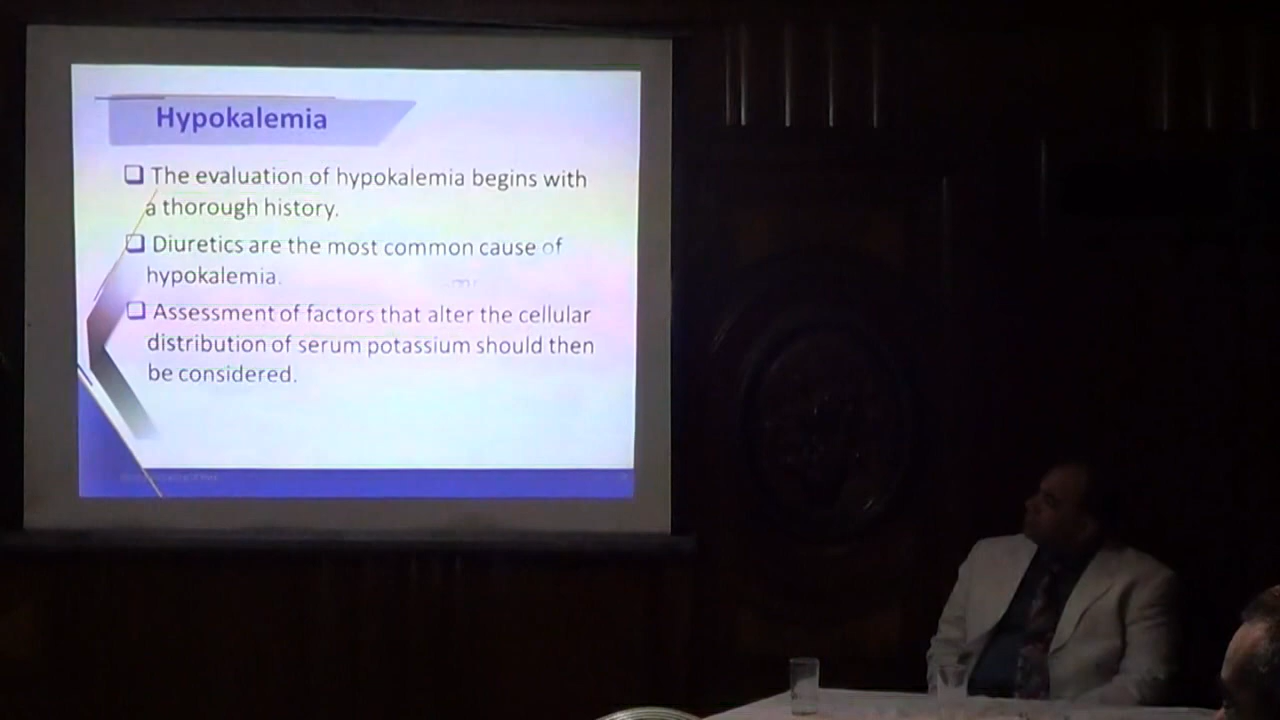 Hypokalemia
The evaluation of hypokalemia begins with
a thorough history.
Diuretics are the most common cause of
hypokalemia.
Assessment of factors that alter the cellular
distribution of serum potassium should then
be considered.